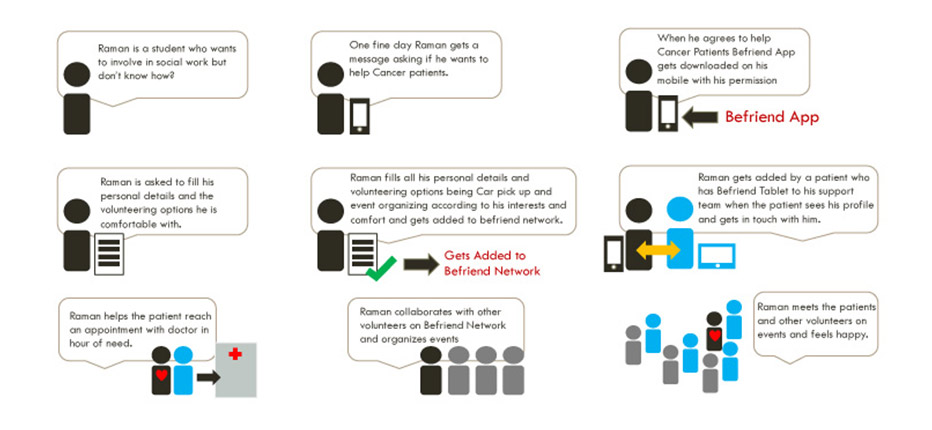 Raman is a student who wants
to involve in social work but
don't know how?
One fine day Raman gets a
message asking if he wants to
help Cancer patients.
When he agrees to help
Cancer Patients Befriend App
gets downloaded on his
mobile with his permission
Befriend App
Raman is asked to fill his
personal details and the
volunteering options he is
comfortable with.
Raman fills all his personal details and
volunteering options being Car pick up and
event organizing according to his interests and
comfort and gets added to befriend network.
Gets Added to
Befriend Network
Raman gets added by a patient who
has Befriend Tablet to his support
team when the patient sees his profile
and gets in touch with him.
Raman helps the patient reach
an appointment with doctor in
hour of need.
Raman collaborates with other
volunteers on Befriend Network
and organizes events
Raman meets the patients
and other volunteers on
events and feels happy.